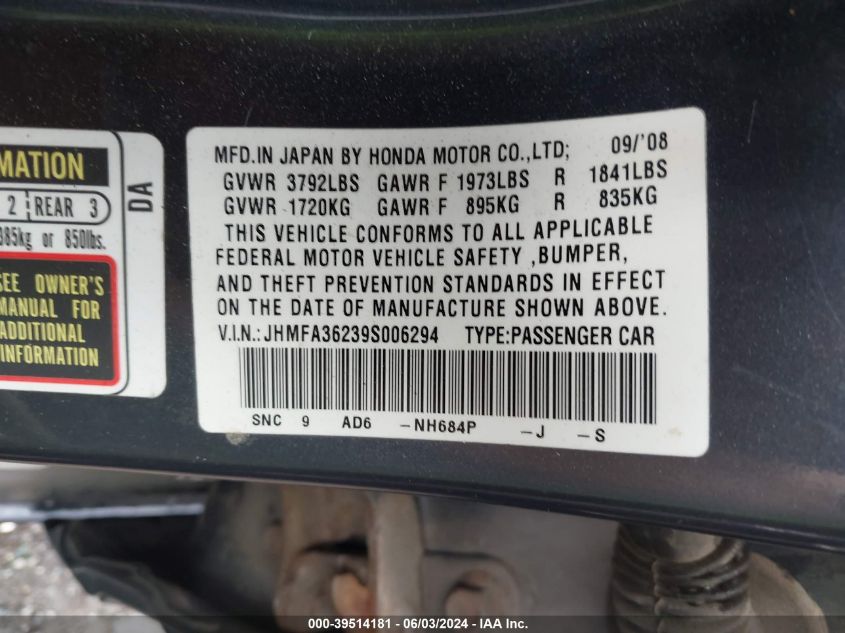 MATION
2 REAR 3
385kg or 850lbs.
DA
SEE OWNER'S
MANUAL FOR
ADDITIONAL
INFORMATION
MFD.IN JAPAN BY HONDA MOTOR CO.,LTD; 09/'08
GVWR 3792LBS GAWR F 1973LBS R 1841LBS
GVWR 1720KG GAWR F 895KG R 835KG
THIS VEHICLE CONFORMS TO ALL APPLICABLE
FEDERAL MOTOR VEHICLE SAFETY ,BUMPER,
AND THEFT PREVENTION STANDARDS IN EFFECT
ON THE DATE OF MANUFACTURE SHOWN ABOVE.
V.I.N.:JHMFA36239S006294 TYPE:PASSENGER CAR
SNC 9 AD6 -NH684P -J -S
000-39514181 - 06/03/2024 - IAA Inc.